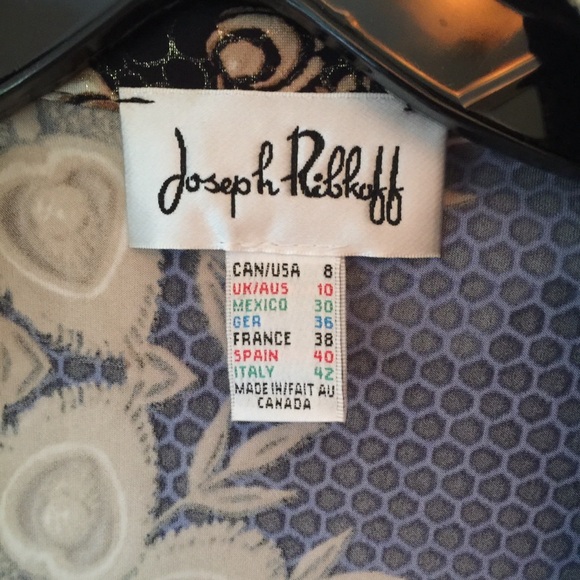 Joseph Ribkoff
CAN/USA 8
UK/AUS 10
MEXICO 30
GER 36
FRANCE 38
SPAIN 40
ITALY 42
MADE IN/FAIT AU
CANADA